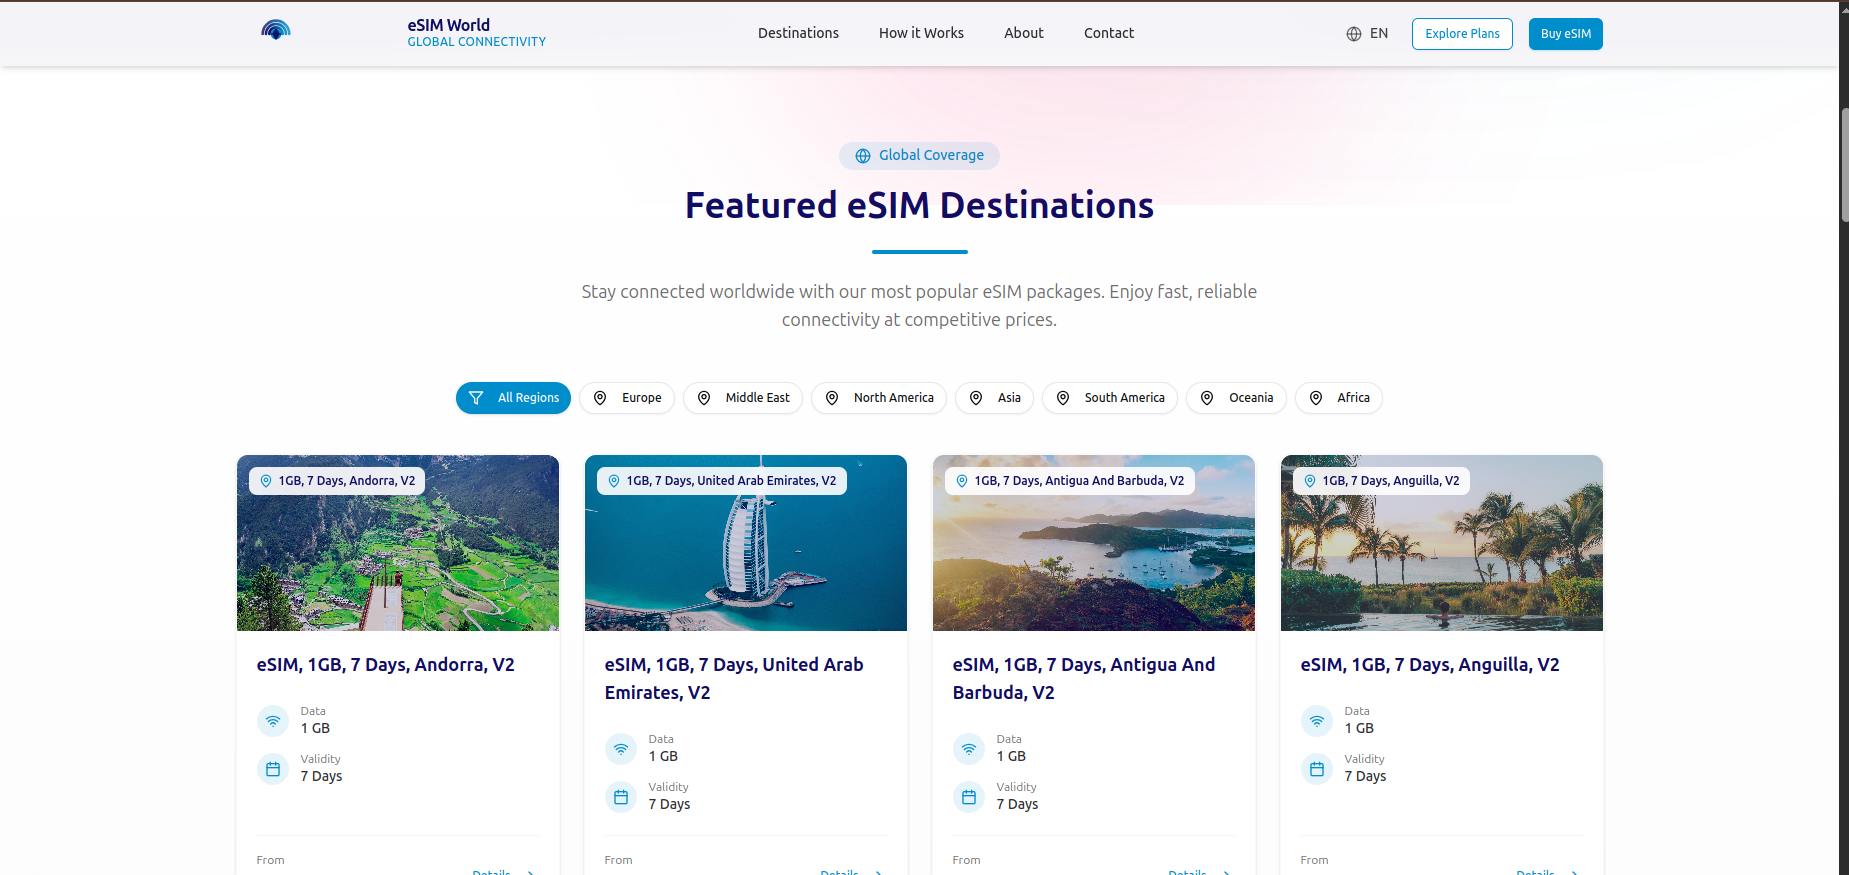 eSIM World
GLOBAL CONNECTIVITY
Destinations
How it Works
About
Contact
EN
Explore Plans
Buy eSIM
Global Coverage
Featured eSIM Destinations
Stay connected worldwide with our most popular eSIM packages. Enjoy fast, reliable
connectivity at competitive prices.
All Regions
Europe
Middle East
North America
Asia
South America
Oceania
Africa
1GB, 7 Days, Andorra, V2
eSIM, 1GB, 7 Days, Andorra, V2
Data
1 GB
Validity
7 Days
From
Details
1GB, 7 Days, United Arab Emirates, V2
eSIM, 1GB, 7 Days, United Arab
Emirates, V2
Data
1 GB
Validity
7 Days
From
Details
1GB, 7 Days, Antigua And Barbuda, V2
eSIM, 1GB, 7 Days, Antigua And
Barbuda, V2
Data
1 GB
Validity
7 Days
From
Details
1GB, 7 Days, Anguilla, V2
eSIM, 1GB, 7 Days, Anguilla, V2
Data
1 GB
Validity
7 Days
From
Details